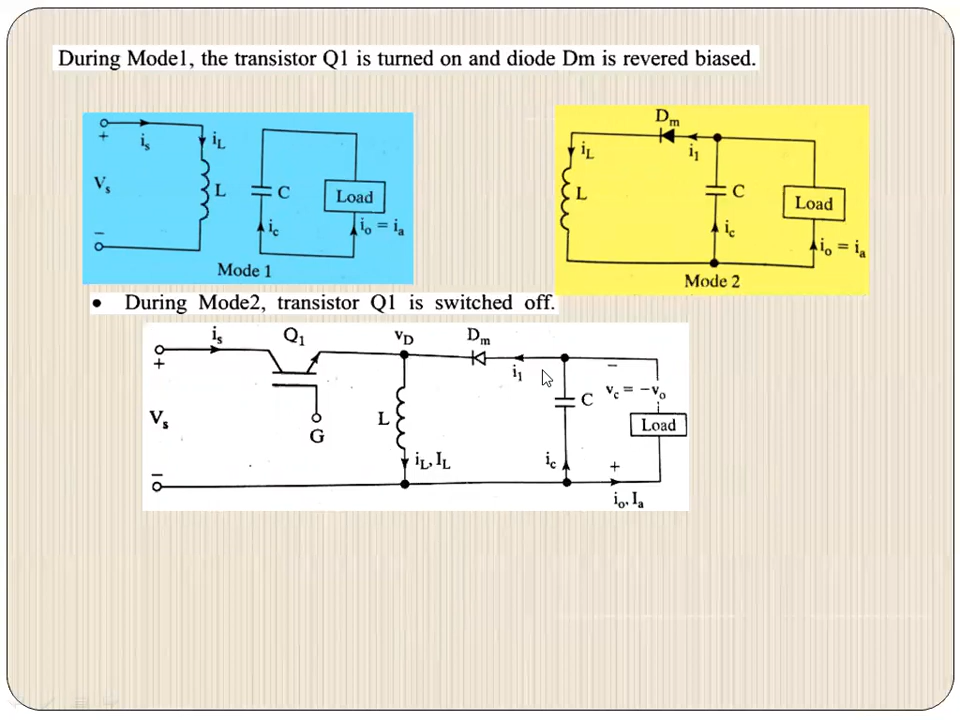 During Mode1, the transistor Q1 is turned on and diode Dm is revered biased.
+ is iL
Vs L C Load
−
ic io = ia
Mode 1
Dm
iL i1
L C Load
ic io = ia
Mode 2
• During Mode2, transistor Q1 is switched off.
is Q1 vD Dm
+ i1 −
vc = −vo
Vs L C Load
G
iL, IL ic +
−
io, Ia